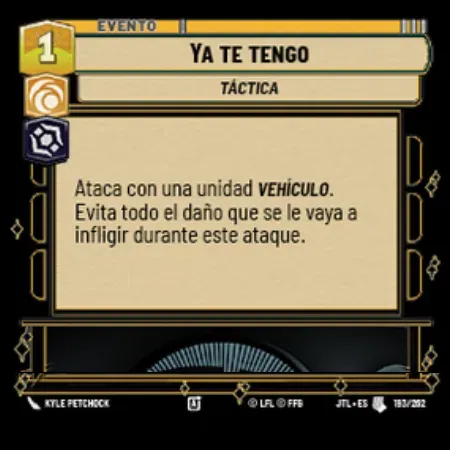 EVENTO
1
YA TE TENGO
TÁCTICA
Ataca con una unidad VEHÍCULO.
Evita todo el daño que se le vaya a
infligir durante este ataque.
KYLE PETCHOCK
Ⓒ LFL Ⓒ FFG
JTL • ES
193/262